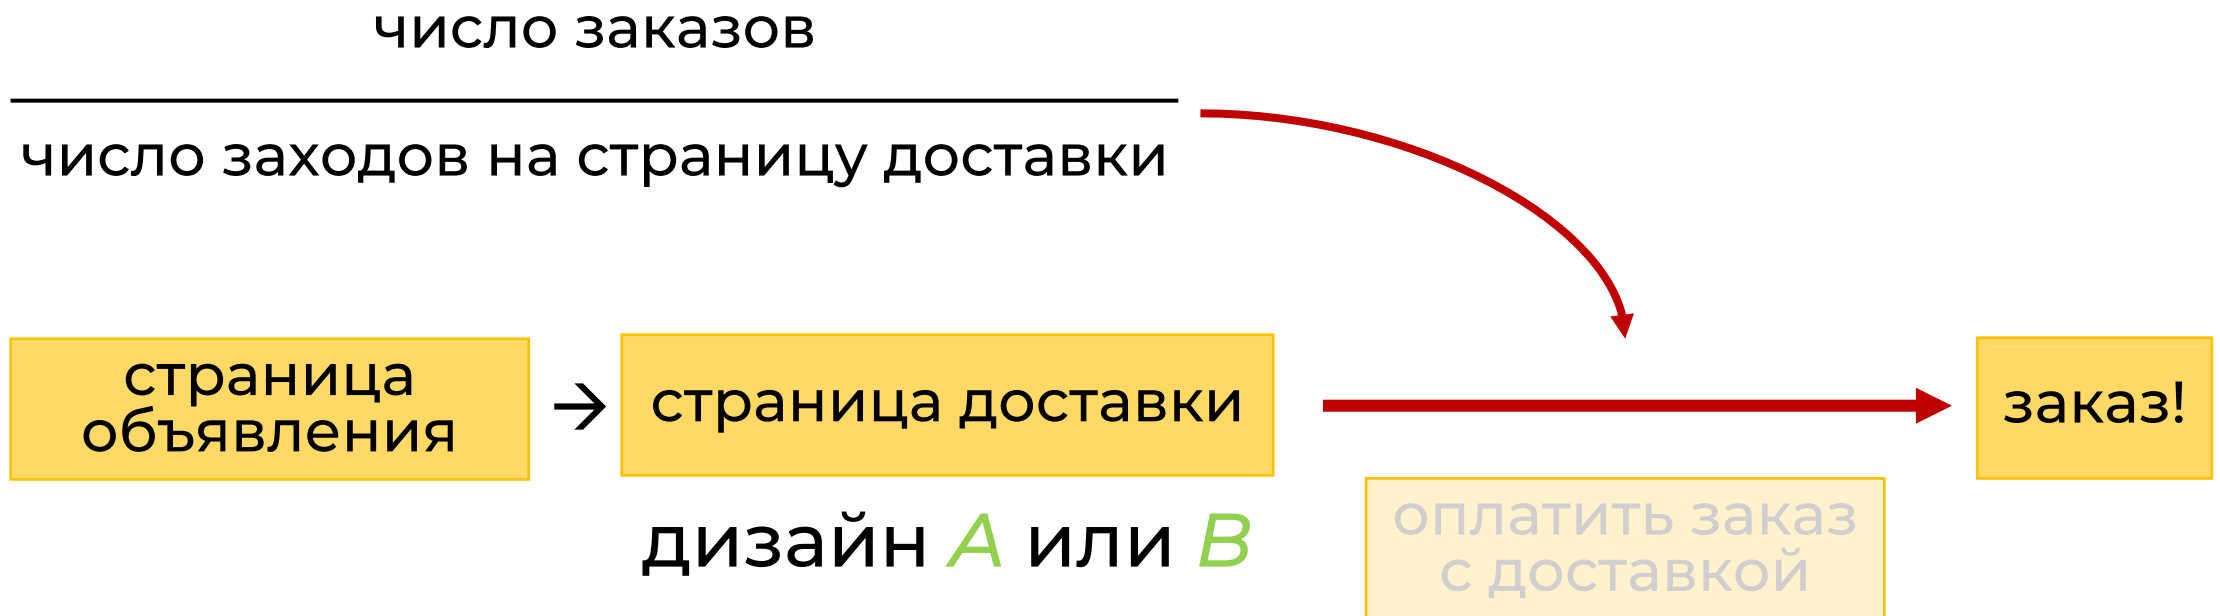 число заказов
число заходов на страницу доставки
страница
объявления
→
страница доставки
заказ!
дизайн A или B
оплатить заказ
с доставкой